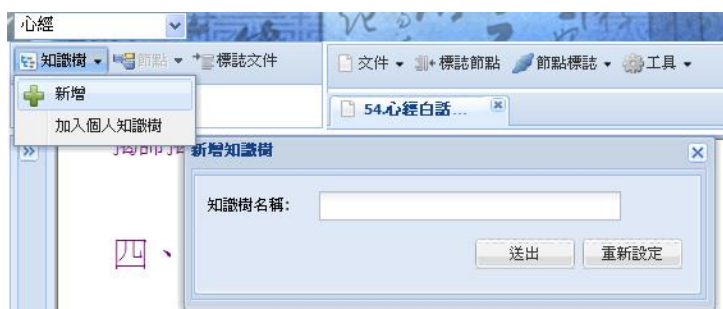 心經
知識樹 節點 標誌文件
文件 標誌節點 節點標誌 工具
新增
加入個人知識樹
54.心經白話...
新增知識樹
知識樹名稱:
送出 重新設定
四、